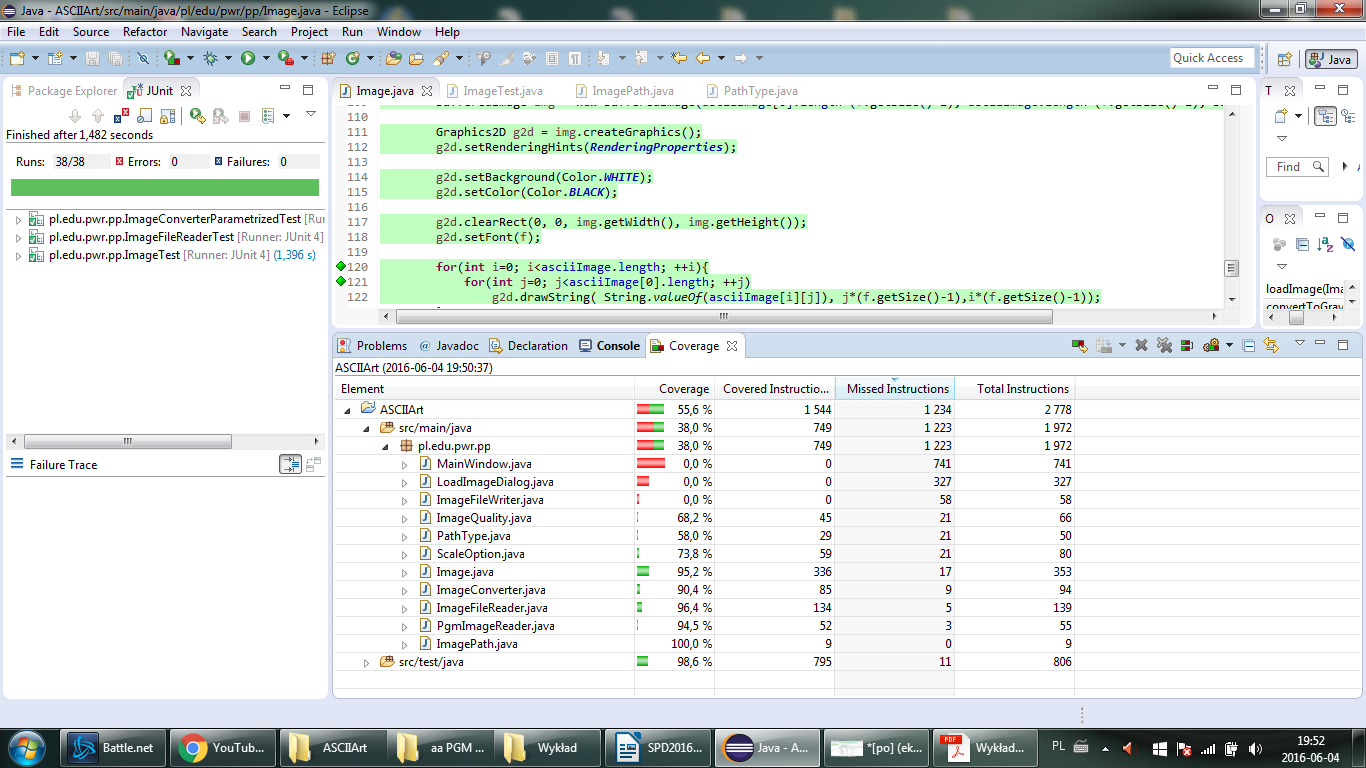 Java - ASCIIArt/src/main/java/pl/edu/pwr/pp/Image.java - Eclipse
File Edit Source Refactor Navigate Search Project Run Window Help
Quick Access
Java
Package Explorer JUnit
Finished after 1,482 seconds
Runs: 38/38 Errors: 0 Failures: 0
pl.edu.pwr.pp.ImageConverterParametrizedTest [Run
pl.edu.pwr.pp.ImageFileReaderTest [Runner: JUnit 4]
pl.edu.pwr.pp.ImageTest [Runner: JUnit 4] (1,396 s)
Failure Trace
Image.java ImageTest.java ImagePath.java PathType.java
110
111 Graphics2D g2d = img.createGraphics();
112 g2d.setRenderingHints(RenderingProperties);
113
114 g2d.setBackground(Color.WHITE);
115 g2d.setColor(Color.BLACK);
116
117 g2d.clearRect(0, 0, img.getWidth(), img.getHeight());
118 g2d.setFont(f);
119
120 for(int i=0; i<asciiImage.length; ++i){
121 for(int j=0; j<asciiImage[0].length; ++j)
122 g2d.drawString( String.valueOf(asciiImage[i][j]), j*(f.getSize()-1),i*(f.getSize()-1));
T
Find
O
loadImage(Ima
convertToGray
Problems @ Javadoc Declaration Console Coverage
ASCIIArt (2016-06-04 19:50:37)
Element Coverage Covered Instructio... Missed Instructions Total Instructions
ASCIIArt 55,6 % 1 544 1 234 2 778
src/main/java 38,0 % 749 1 223 1 972
pl.edu.pwr.pp 38,0 % 749 1 223 1 972
MainWindow.java 0,0 % 0 741 741
LoadImageDialog.java 0,0 % 0 327 327
ImageFileWriter.java 0,0 % 0 58 58
ImageQuality.java 68,2 % 45 21 66
PathType.java 58,0 % 29 21 50
ScaleOption.java 73,8 % 59 21 80
Image.java 95,2 % 336 17 353
ImageConverter.java 90,4 % 85 9 94
ImageFileReader.java 96,4 % 134 5 139
PgmImageReader.java 94,5 % 52 3 55
ImagePath.java 100,0 % 9 0 9
src/test/java 98,6 % 795 11 806
Battle.net YouTub... ASCIIArt aa PGM ... Wykład SPD2016... Java - A... *[po] (ek... PDF Wykład... PL 19:52
2016-06-04